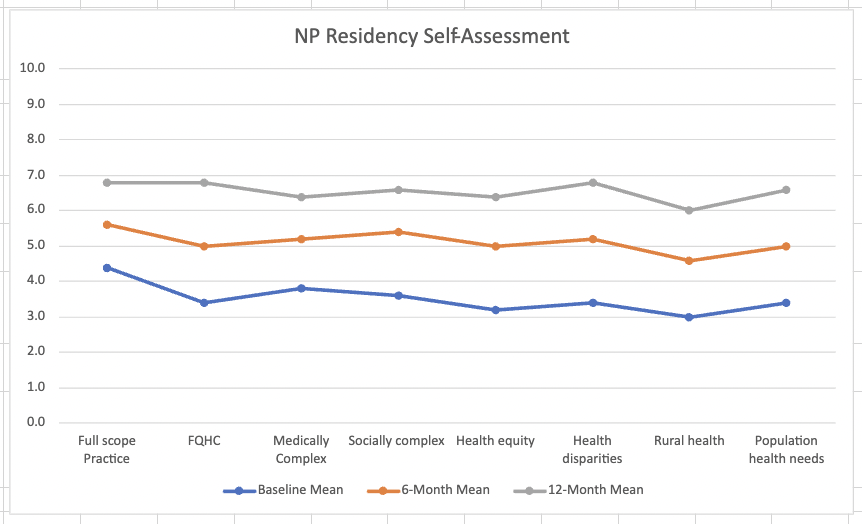 NP Residency Self-Assessment
10.0
9.0
8.0
7.0
6.0
5.0
4.0
3.0
2.0
1.0
0.0
Full scope
Practice
FQHC
Medically
Complex
Socially complex
Health equity
Health
disparities
Rural health
Population
health needs
Baseline Mean
6-Month Mean
12-Month Mean